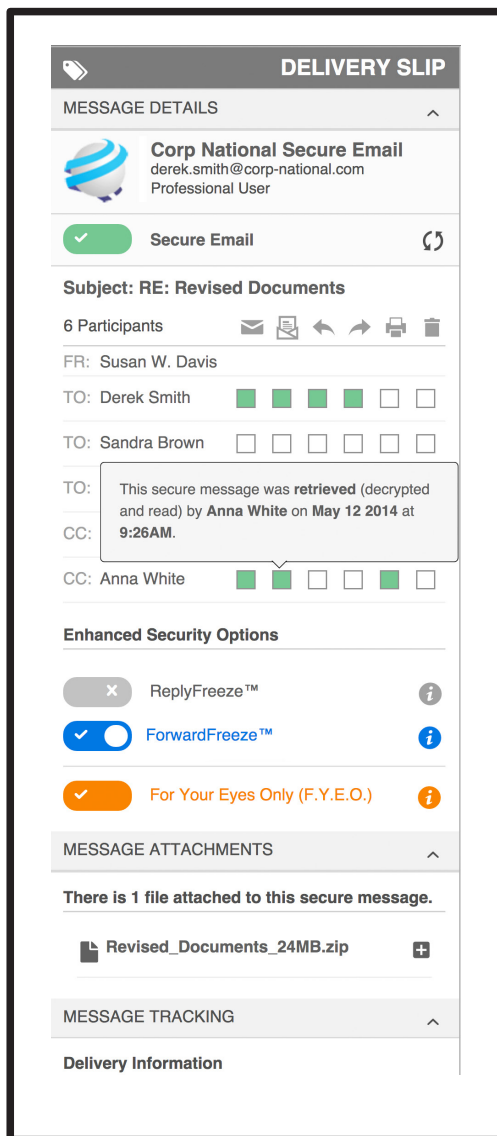 DELIVERY SLIP
MESSAGE DETAILS
Corp National Secure Email
derek.smith@corp-national.com
Professional User
Secure Email
Subject: RE: Revised Documents
6 Participants
FR: Susan W. Davis
TO: Derek Smith
TO: Sandra Brown
TO:
This secure message was retrieved (decrypted
and read) by Anna White on May 12 2014 at
9:26AM.
CC:
CC: Anna White
Enhanced Security Options
ReplyFreeze™
ForwardFreeze™
For Your Eyes Only (F.Y.E.O.)
MESSAGE ATTACHMENTS
There is 1 file attached to this secure message.
Revised_Documents_24MB.zip
MESSAGE TRACKING
Delivery Information